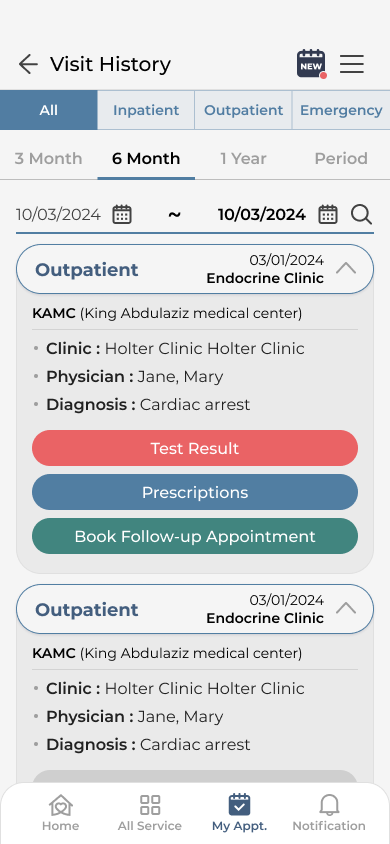 Visit History
NEW
All Inpatient Outpatient Emergency
3 Month 6 Month 1 Year Period
10/03/2024 ~ 10/03/2024
Outpatient
03/01/2024
Endocrine Clinic
KAMC (King Abdulaziz medical center)
• Clinic : Holter Clinic Holter Clinic
• Physician : Jane, Mary
• Diagnosis : Cardiac arrest
Test Result
Prescriptions
Book Follow-up Appointment
Outpatient
03/01/2024
Endocrine Clinic
KAMC (King Abdulaziz medical center)
• Clinic : Holter Clinic Holter Clinic
• Physician : Jane, Mary
• Diagnosis : Cardiac arrest
Home All Service My Appt. Notification